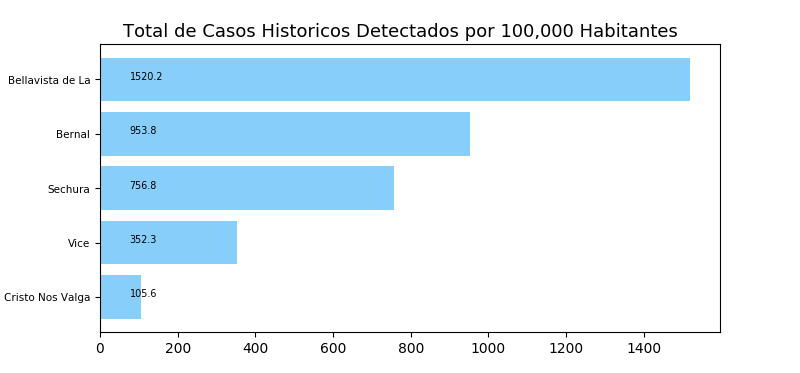 Total de Casos Historicos Detectados por 100,000 Habitantes
Bellavista de La
1520.2
Bernal
953.8
Sechura
756.8
Vice
352.3
Cristo Nos Valga
105.6
0 200 400 600 800 1000 1200 1400